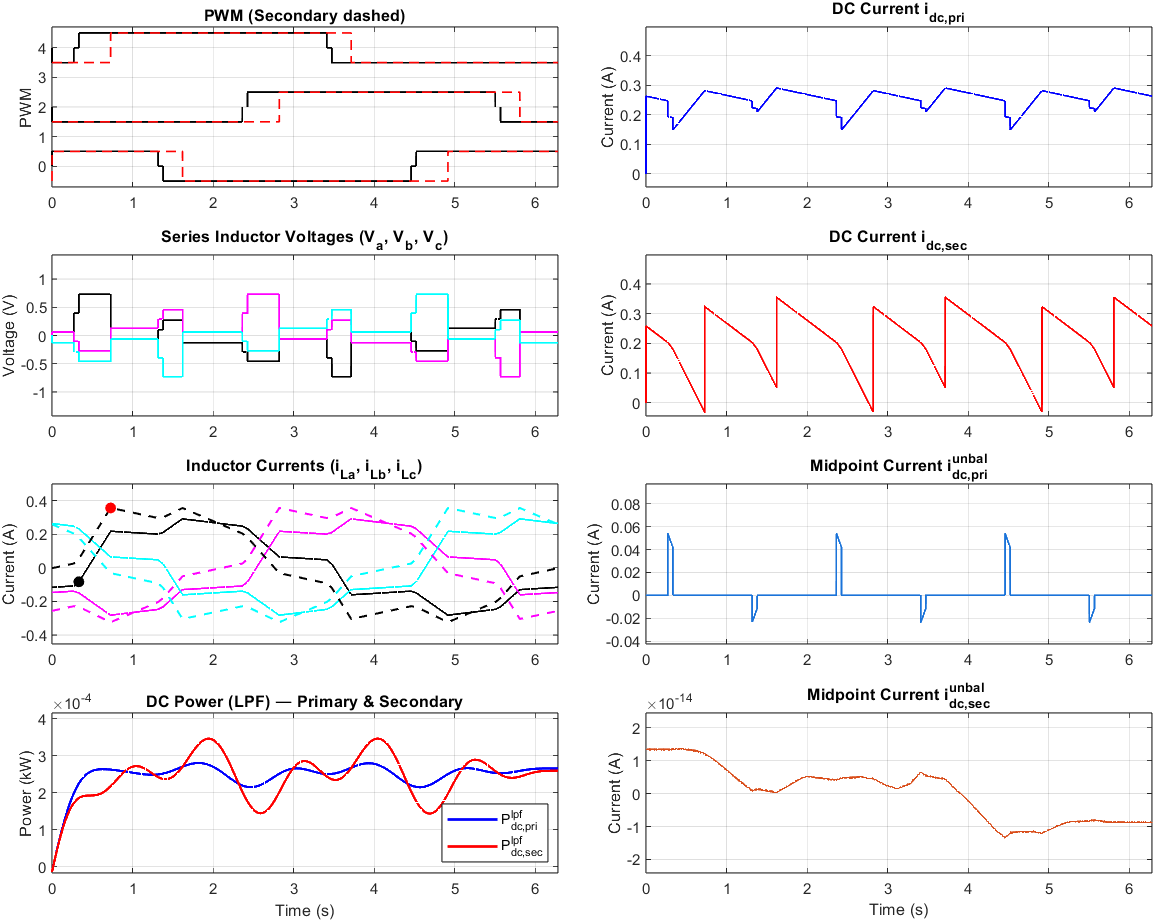 PWM (Secondary dashed)
PWM
4
3
2
1
0
0 1 2 3 4 5 6
DC Current i_dc,pri
Current (A)
0.4
0.3
0.2
0.1
0
0 1 2 3 4 5 6
Series Inductor Voltages (V_a, V_b, V_c)
Voltage (V)
1
0.5
0
-0.5
-1
0 1 2 3 4 5 6
DC Current i_dc,sec
Current (A)
0.4
0.3
0.2
0.1
0
0 1 2 3 4 5 6
Inductor Currents (i_La, i_Lb, i_Lc)
Current (A)
0.4
0.2
0
-0.2
-0.4
0 1 2 3 4 5 6
Midpoint Current i_dc,pri^unbal
Current (A)
0.08
0.06
0.04
0.02
0
-0.02
-0.04
0 1 2 3 4 5 6
DC Power (LPF) — Primary & Secondary
×10^-4
Power (kW)
4
3
2
1
0
0 1 2 3 4 5 6
Time (s)
P_dc,pri^lpf
P_dc,sec^lpf
Midpoint Current i_dc,sec^unbal
×10^-14
Current (A)
2
1
0
-1
-2
0 1 2 3 4 5 6
Time (s)